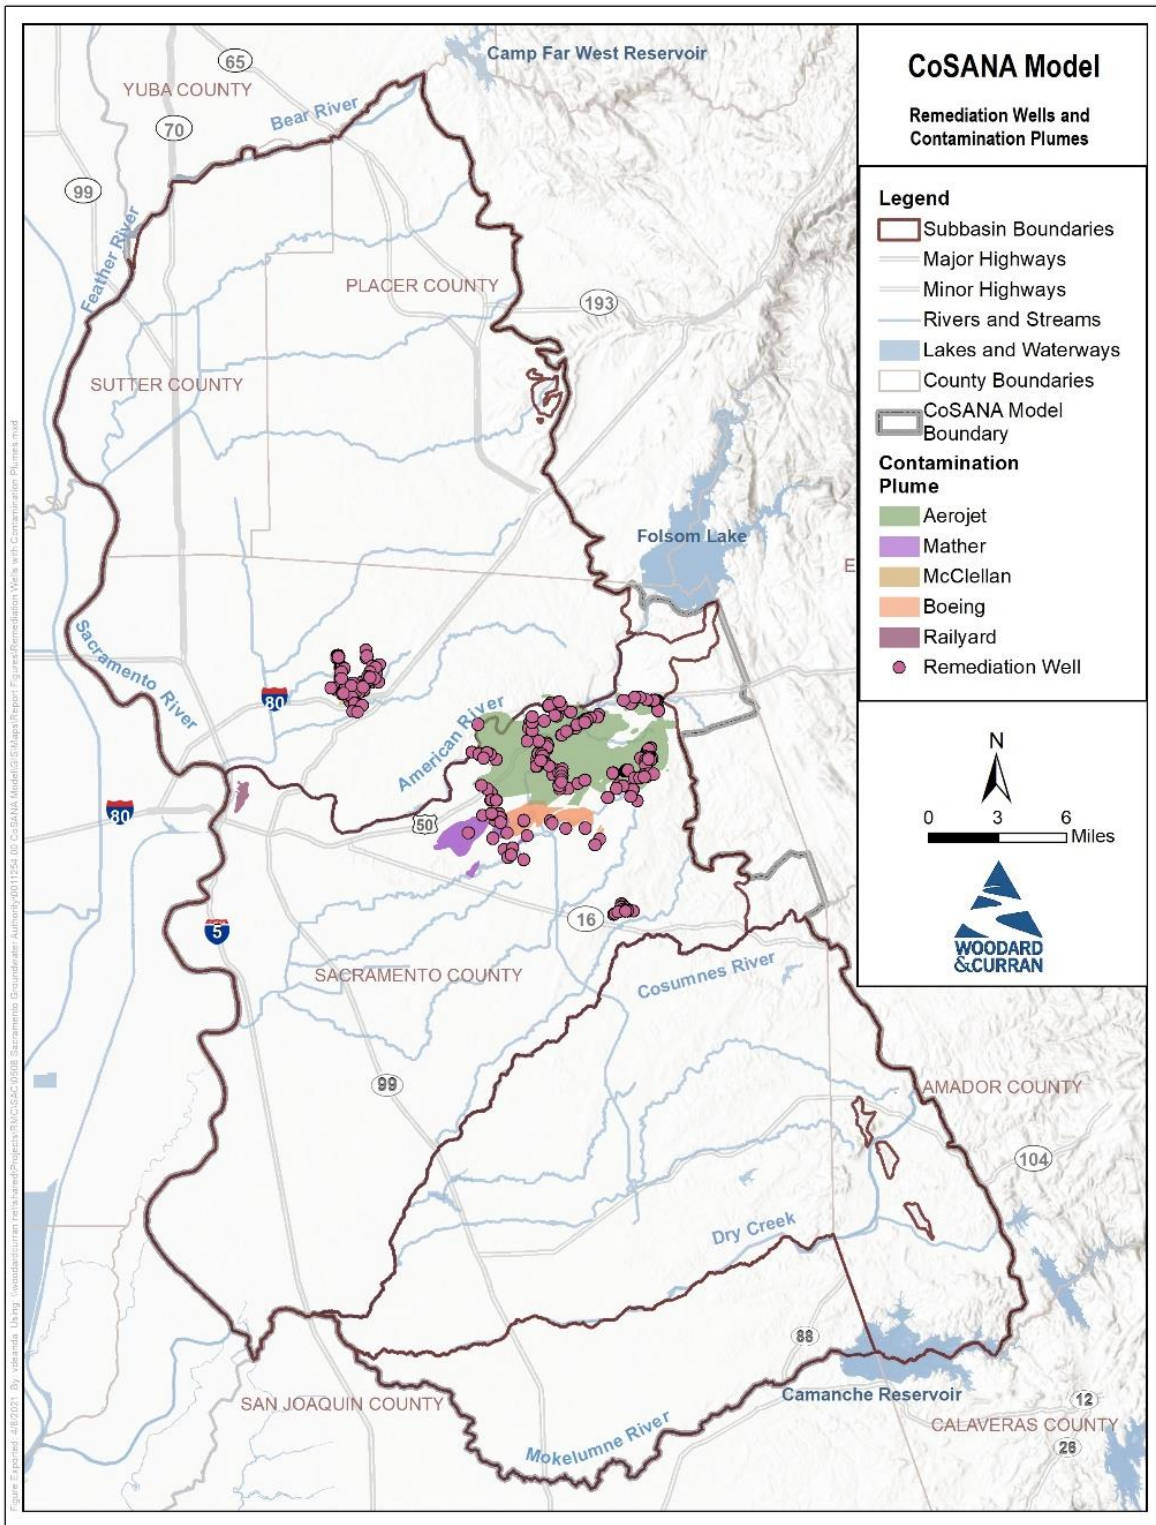 CoSANA Model
Remediation Wells and
Contamination Plumes
Legend
Subbasin Boundaries
Major Highways
Minor Highways
Rivers and Streams
Lakes and Waterways
County Boundaries
CoSANA Model
Boundary
Contamination
Plume
Aerojet
Mather
McClellan
Boeing
Railyard
Remediation Well
N
0 3 6
Miles
WOODARD
&CURRAN
Camp Far West Reservoir
65
YUBA COUNTY
Bear River
70
99
Feather River
PLACER COUNTY
193
SUTTER COUNTY
Folsom Lake
E
Sacramento River
80
American River
80
50
16
5
SACRAMENTO COUNTY
Cosumnes River
99
AMADOR COUNTY
104
Dry Creek
88
Camanche Reservoir
SAN JOAQUIN COUNTY
12
CALAVERAS COUNTY
26
Mokelumne River